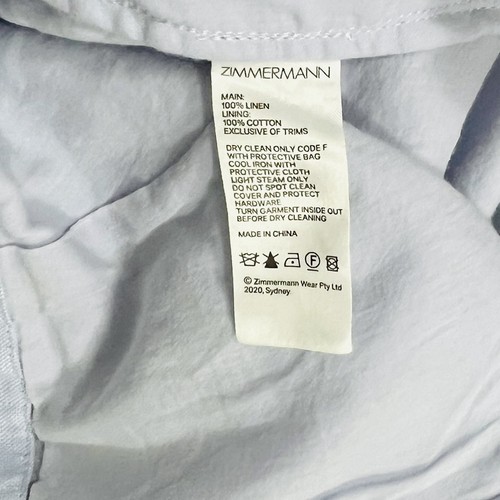 ZIMMERMANN
MAIN:
100% LINEN
LINING:
100% COTTON
EXCLUSIVE OF TRIMS
DRY CLEAN ONLY CODE F
WITH PROTECTIVE BAG
COOL IRON WITH
PROTECTIVE CLOTH
LIGHT STEAM ONLY
DO NOT SPOT CLEAN
COVER AND PROTECT
HARDWARE
TURN GARMENT INSIDE OUT
BEFORE DRY CLEANING
MADE IN CHINA
F
© Zimmermann Wear Pty Ltd
2020, Sydney